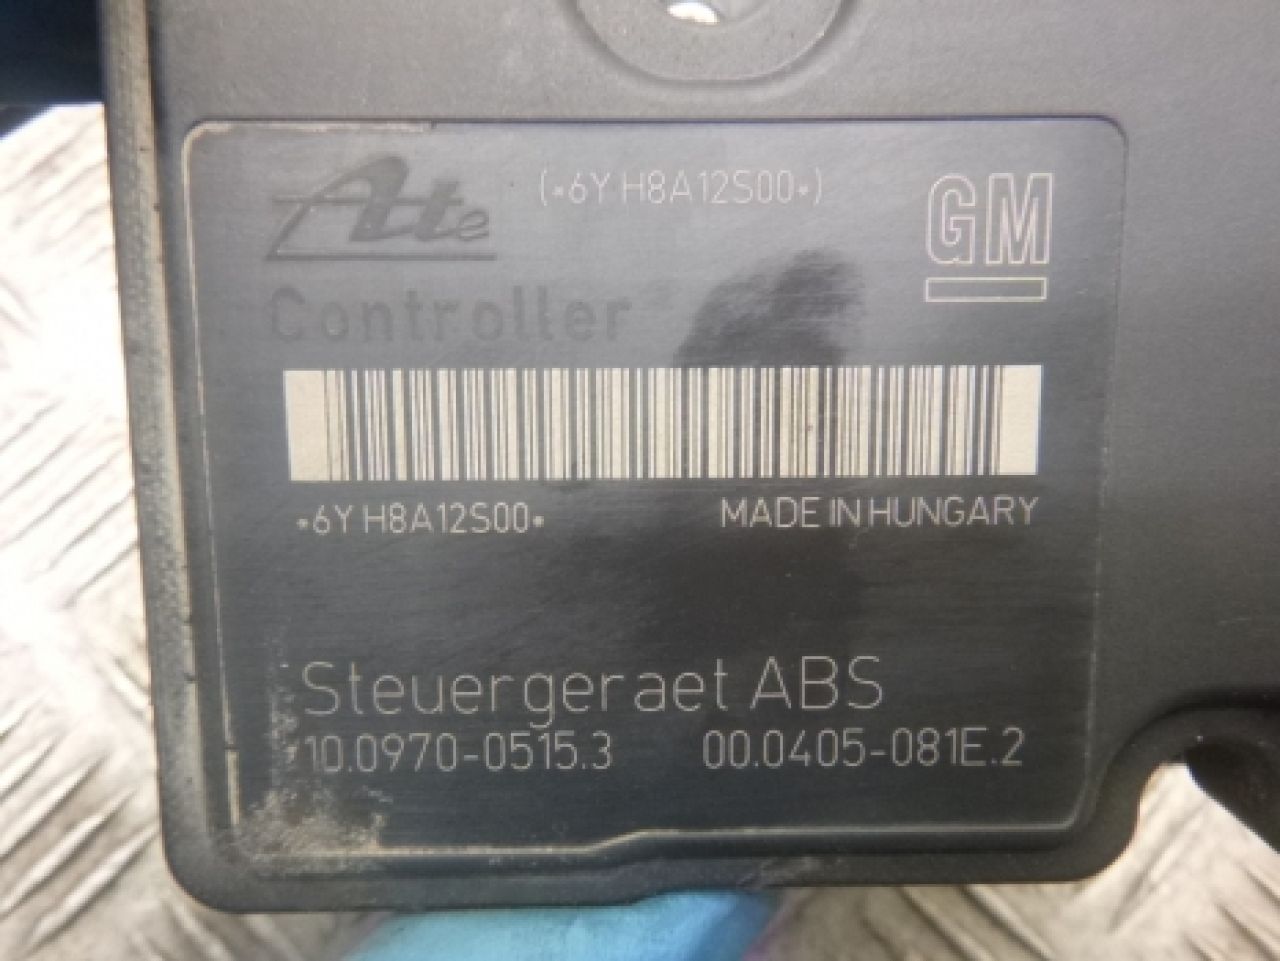 Ate (*6Y H8A12S00*) GM
Controller
*6Y H8A12S00* MADE IN HUNGARY
Steuergeraet ABS
10.0970-0515.3 00.0405-081E.2